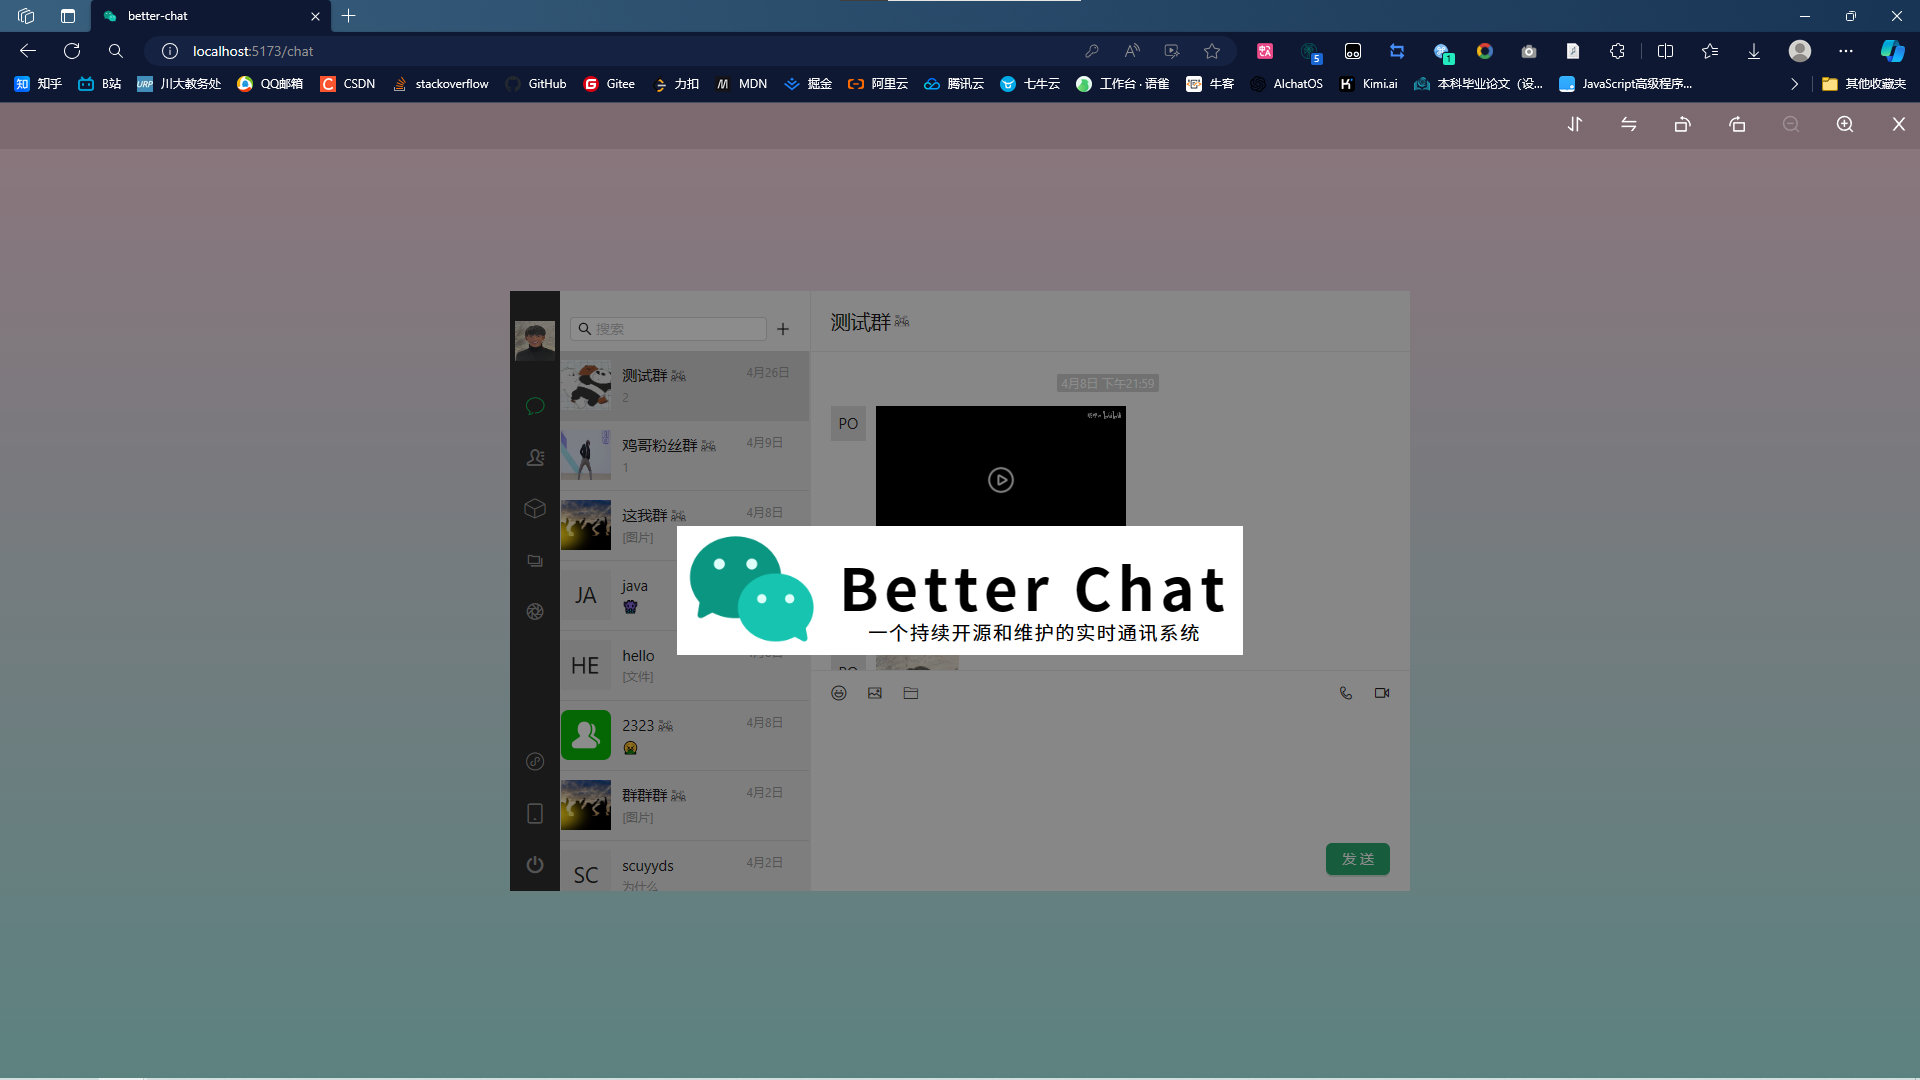 better-chat
localhost:5173/chat
5
1
知乎 B站 川大教务处 QQ邮箱 CSDN stackoverflow GitHub Gitee 力扣 MDN 掘金 阿里云 腾讯云 七牛云 工作台 · 语雀 牛客 AIchatOS Kimi.ai 本科毕业论文（设... JavaScript高级程序... 其他收藏夹
搜索
测试群
测试群 4月26日
2
鸡哥粉丝群 4月9日
1
这我群 4月8日
[图片]
JA java
HE hello
[文件]
2323 4月8日
群群群 4月2日
[图片]
SC scuyyds 4月2日
为什么
4月8日 下午21:59
PO
Better Chat
一个持续开源和维护的实时通讯系统
发 送